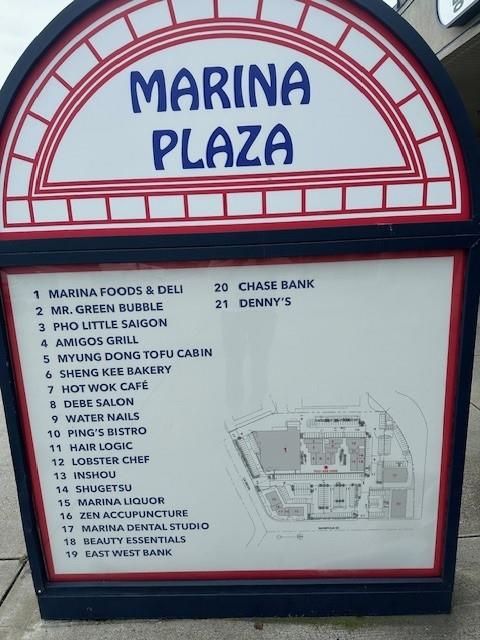 MARINA
PLAZA
1 MARINA FOODS & DELI
2 MR. GREEN BUBBLE
3 PHO LITTLE SAIGON
4 AMIGOS GRILL
5 MYUNG DONG TOFU CABIN
6 SHENG KEE BAKERY
7 HOT WOK CAFÉ
8 DEBE SALON
9 WATER NAILS
10 PING'S BISTRO
11 HAIR LOGIC
12 LOBSTER CHEF
13 INSHOU
14 SHUGETSU
15 MARINA LIQUOR
16 ZEN ACCUPUNCTURE
17 MARINA DENTAL STUDIO
18 BEAUTY ESSENTIALS
19 EAST WEST BANK
20 CHASE BANK
21 DENNY'S
1